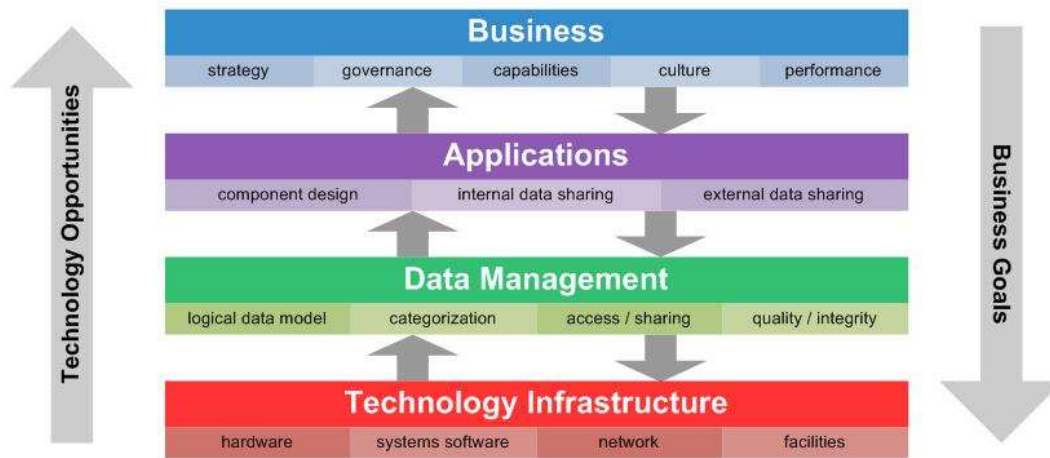 Business
strategy governance capabilities culture performance
Applications
component design internal data sharing external data sharing
Data Management
logical data model categorization access / sharing quality / integrity
Technology Infrastructure
hardware systems software network facilities
Technology Opportunities
Business Goals